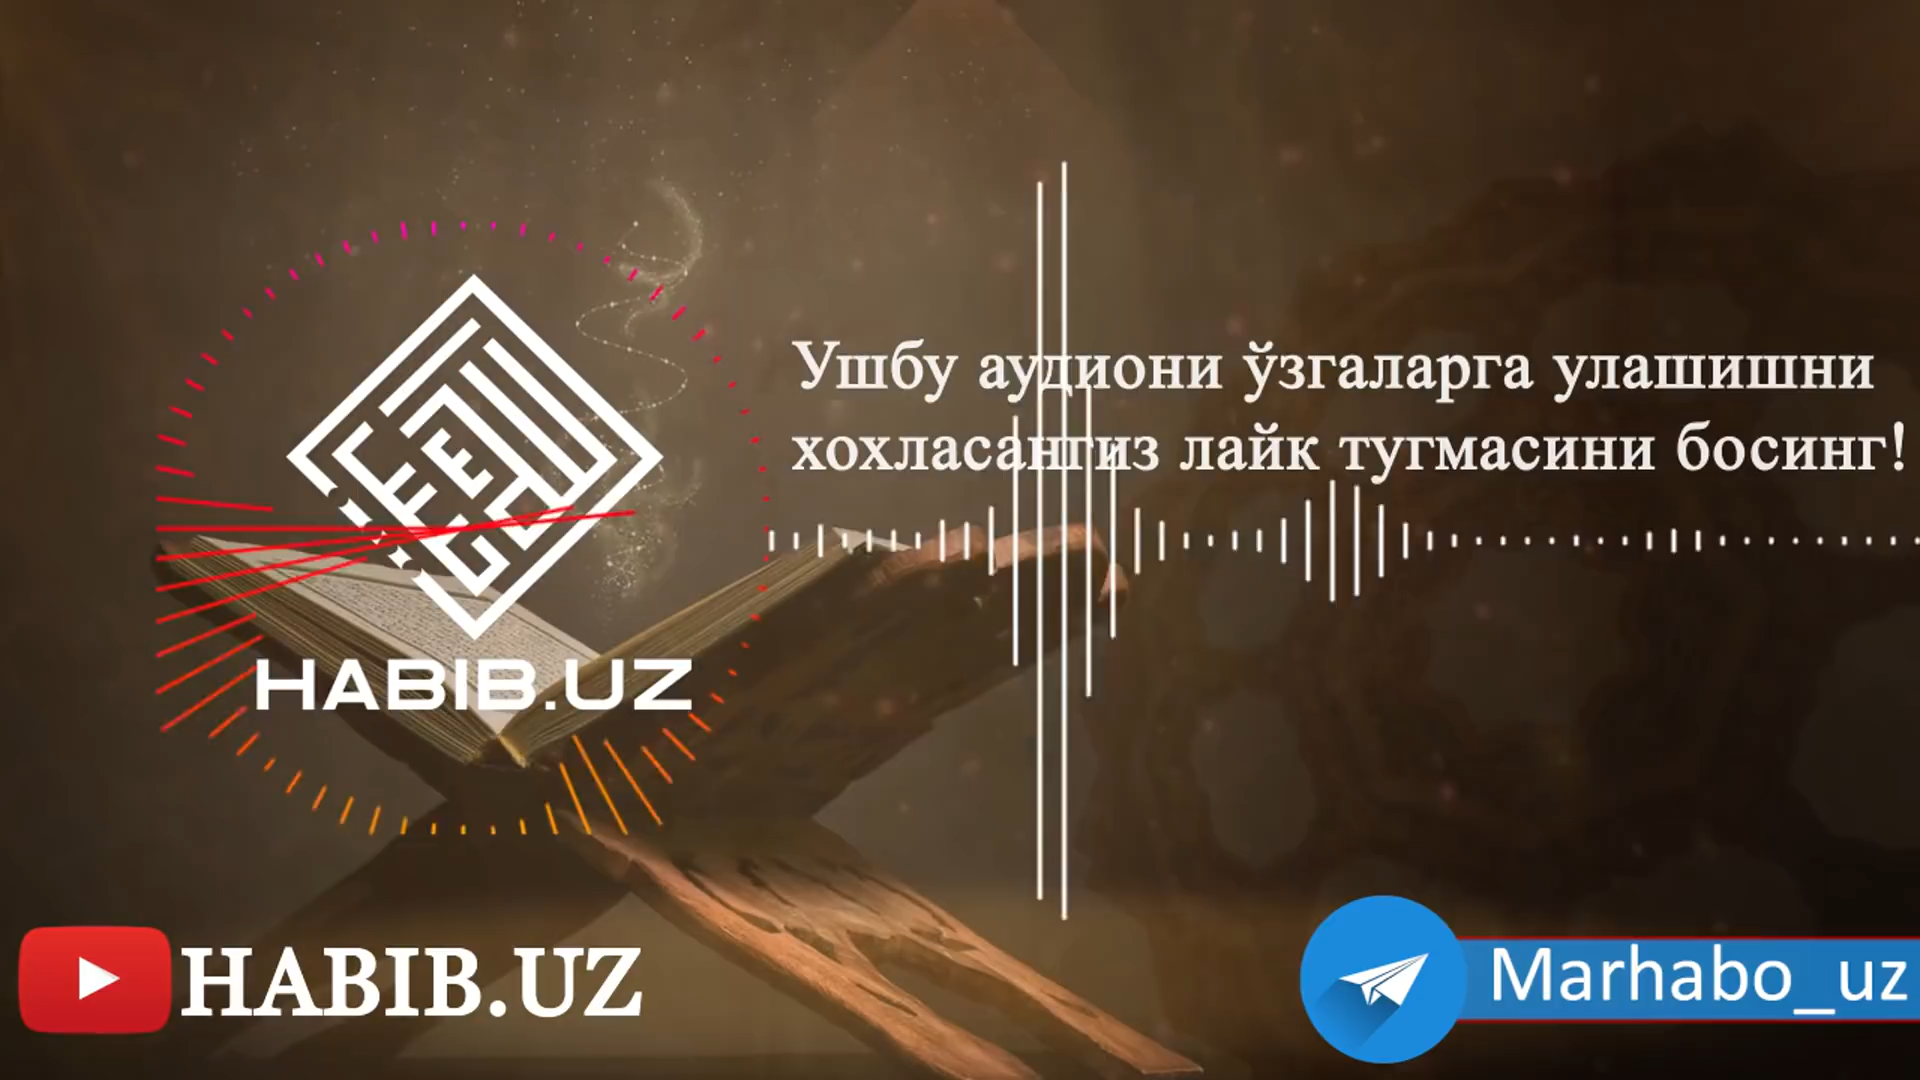 Ушбу аудиони ўзгаларга улашишни
хохласангиз лайк тугмасини босинг!
HABIB.UZ
HABIB.UZ
Marhabo_uz